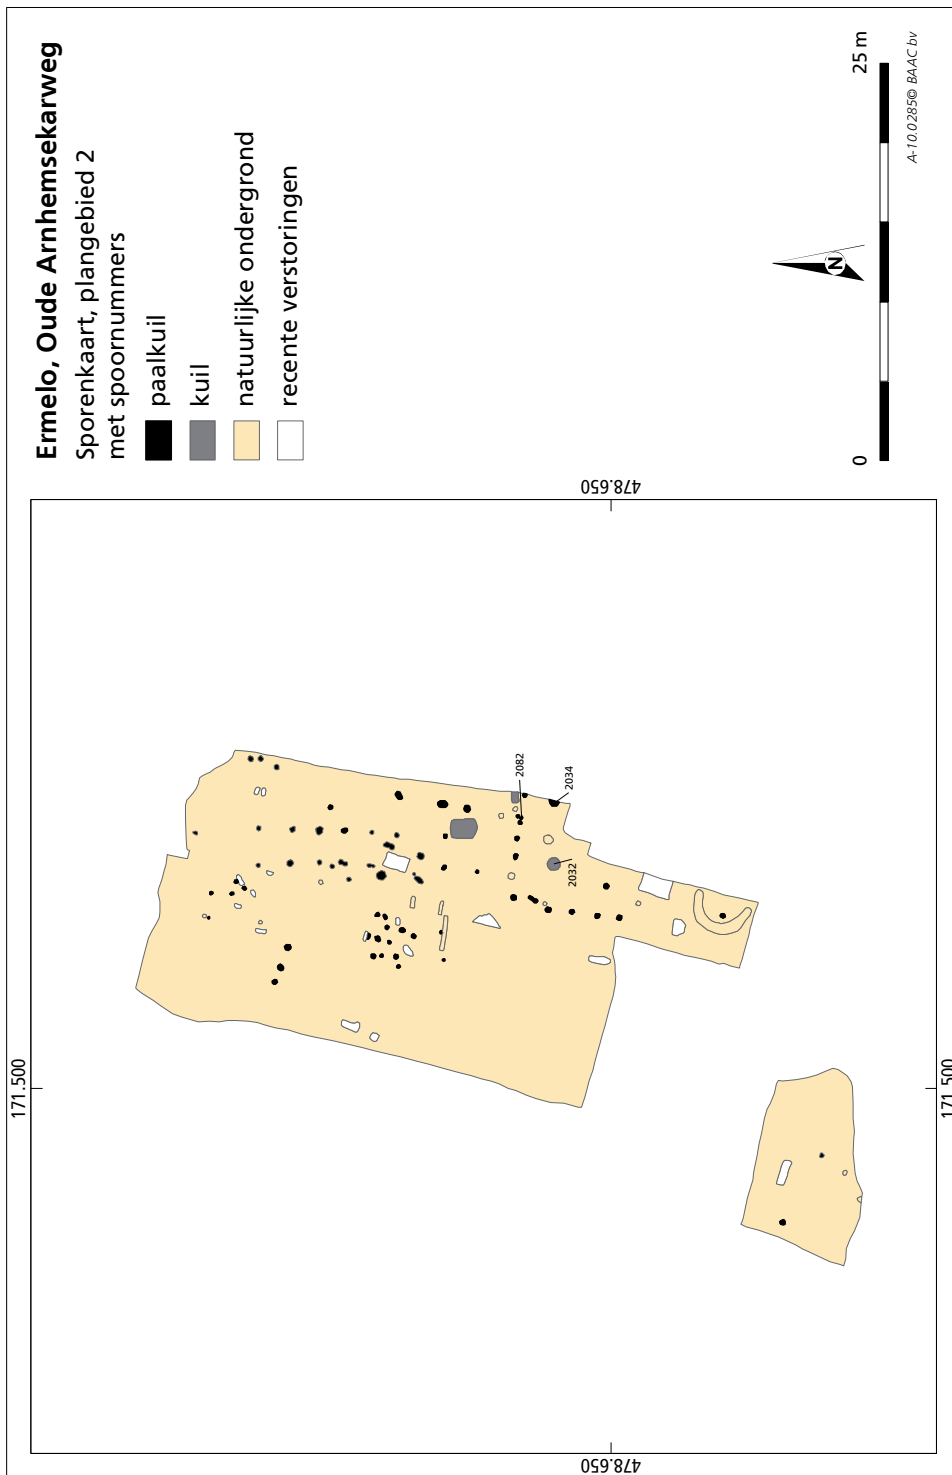 Ermelo, Oude Arnhemsekarweg
Sporenkaart, plangebied 2
met spoornummers
paalkuil
kuil
natuurlijke ondergrond
recente verstoringen
0
25 m
N
A-10.0285© BAAC bv
171.500
171.500
478.650
478.650
2082
2034
2032